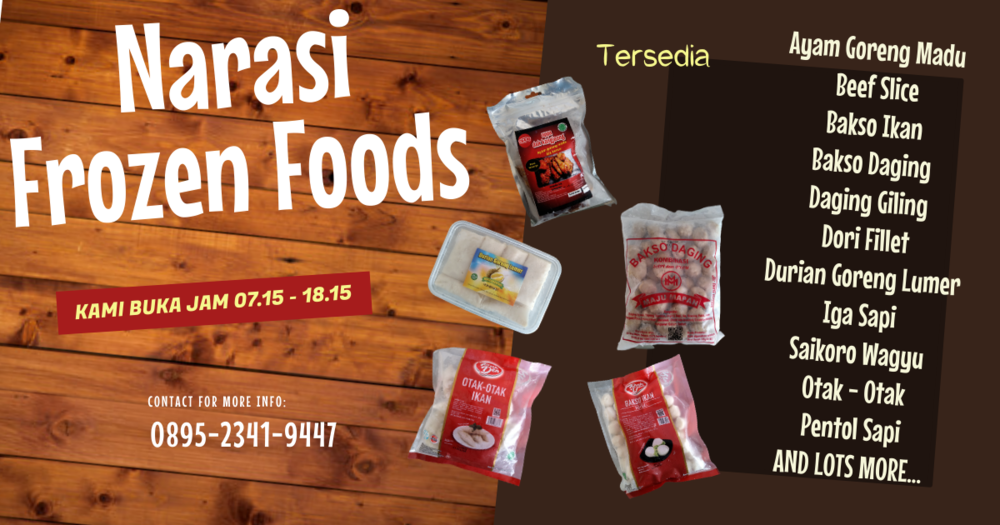 Narasi
Frozen Foods
KAMI BUKA JAM 07.15 - 18.15
CONTACT FOR MORE INFO:
0895-2341-9447
Tersedia
Ayam Goreng Madu
Beef Slice
Bakso Ikan
Bakso Daging
Daging Giling
Dori Fillet
Durian Goreng Lumer
Iga Sapi
Saikoro Wagyu
Otak - Otak
Pentol Sapi
AND LOTS MORE...
BAKSO DAGING
MAJU MAPAN
OTAK-OTAK
IKAN
BAKSO IKAN